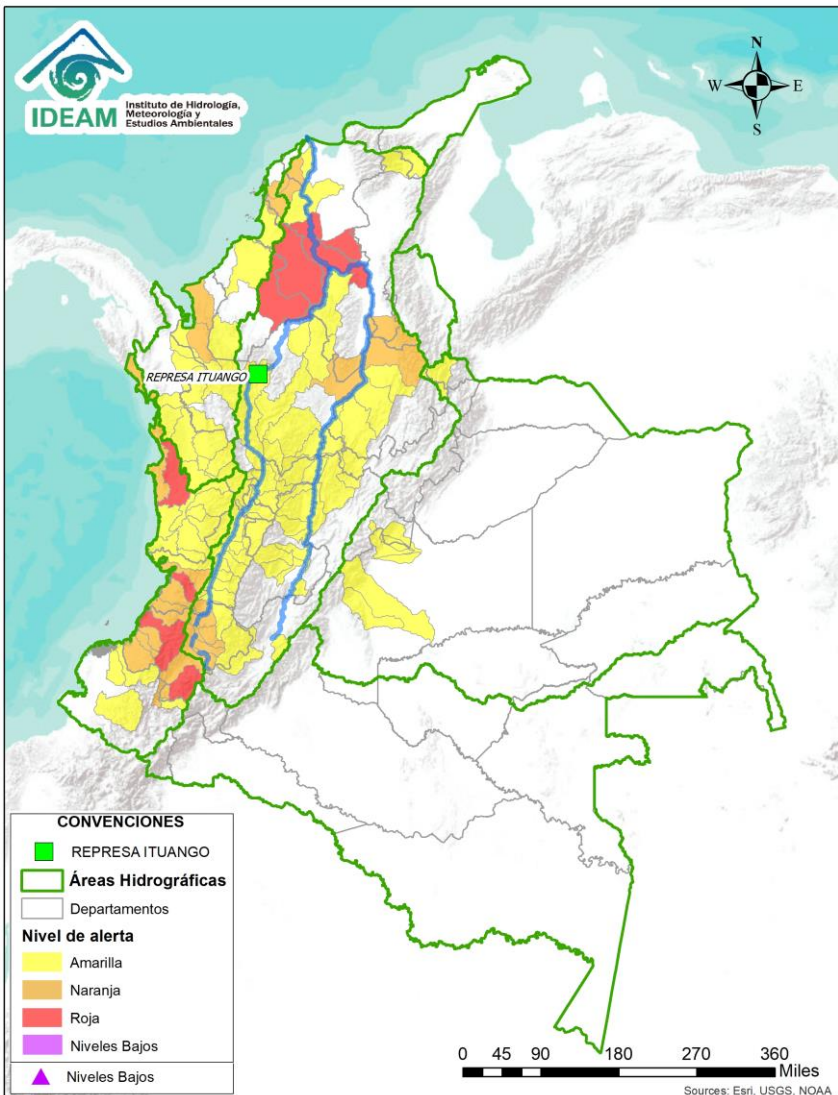 IDEAM
Instituto de Hidrología,
Meteorología y
Estudios Ambientales
N
W E
S
REPRESA ITUANGO
CONVENCIONES
REPRESA ITUANGO
Áreas Hidrográficas
Departamentos
Nivel de alerta
Amarilla
Naranja
Roja
Niveles Bajos
Niveles Bajos
0 45 90 180 270 360
Miles
Sources: Esri, USGS, NOAA